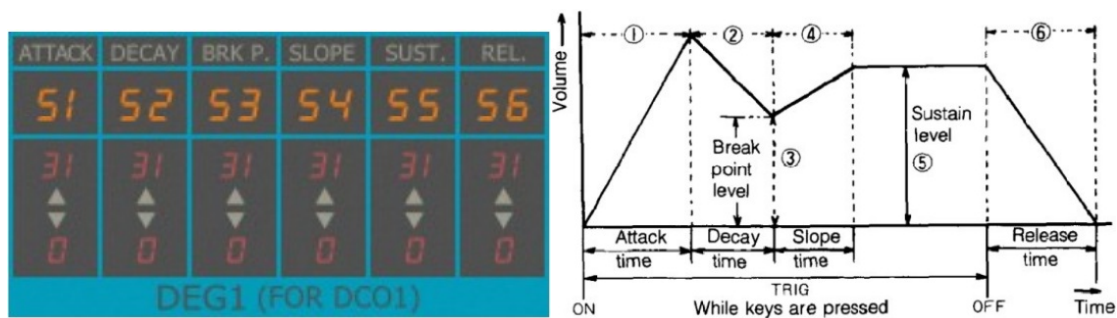 ATTACK DECAY BRK P. SLOPE SUST. REL.
51 52 53 54 55 56
31 31 31 31 31 31
0 0 0 0 0 0
DEG1 (FOR DCO1)
Volume
① ② ④ ⑥
Break
point
level
③
Sustain
level
⑤
Attack
time
Decay
time
Slope
time
Release
time
TRIG
ON While keys are pressed OFF Time